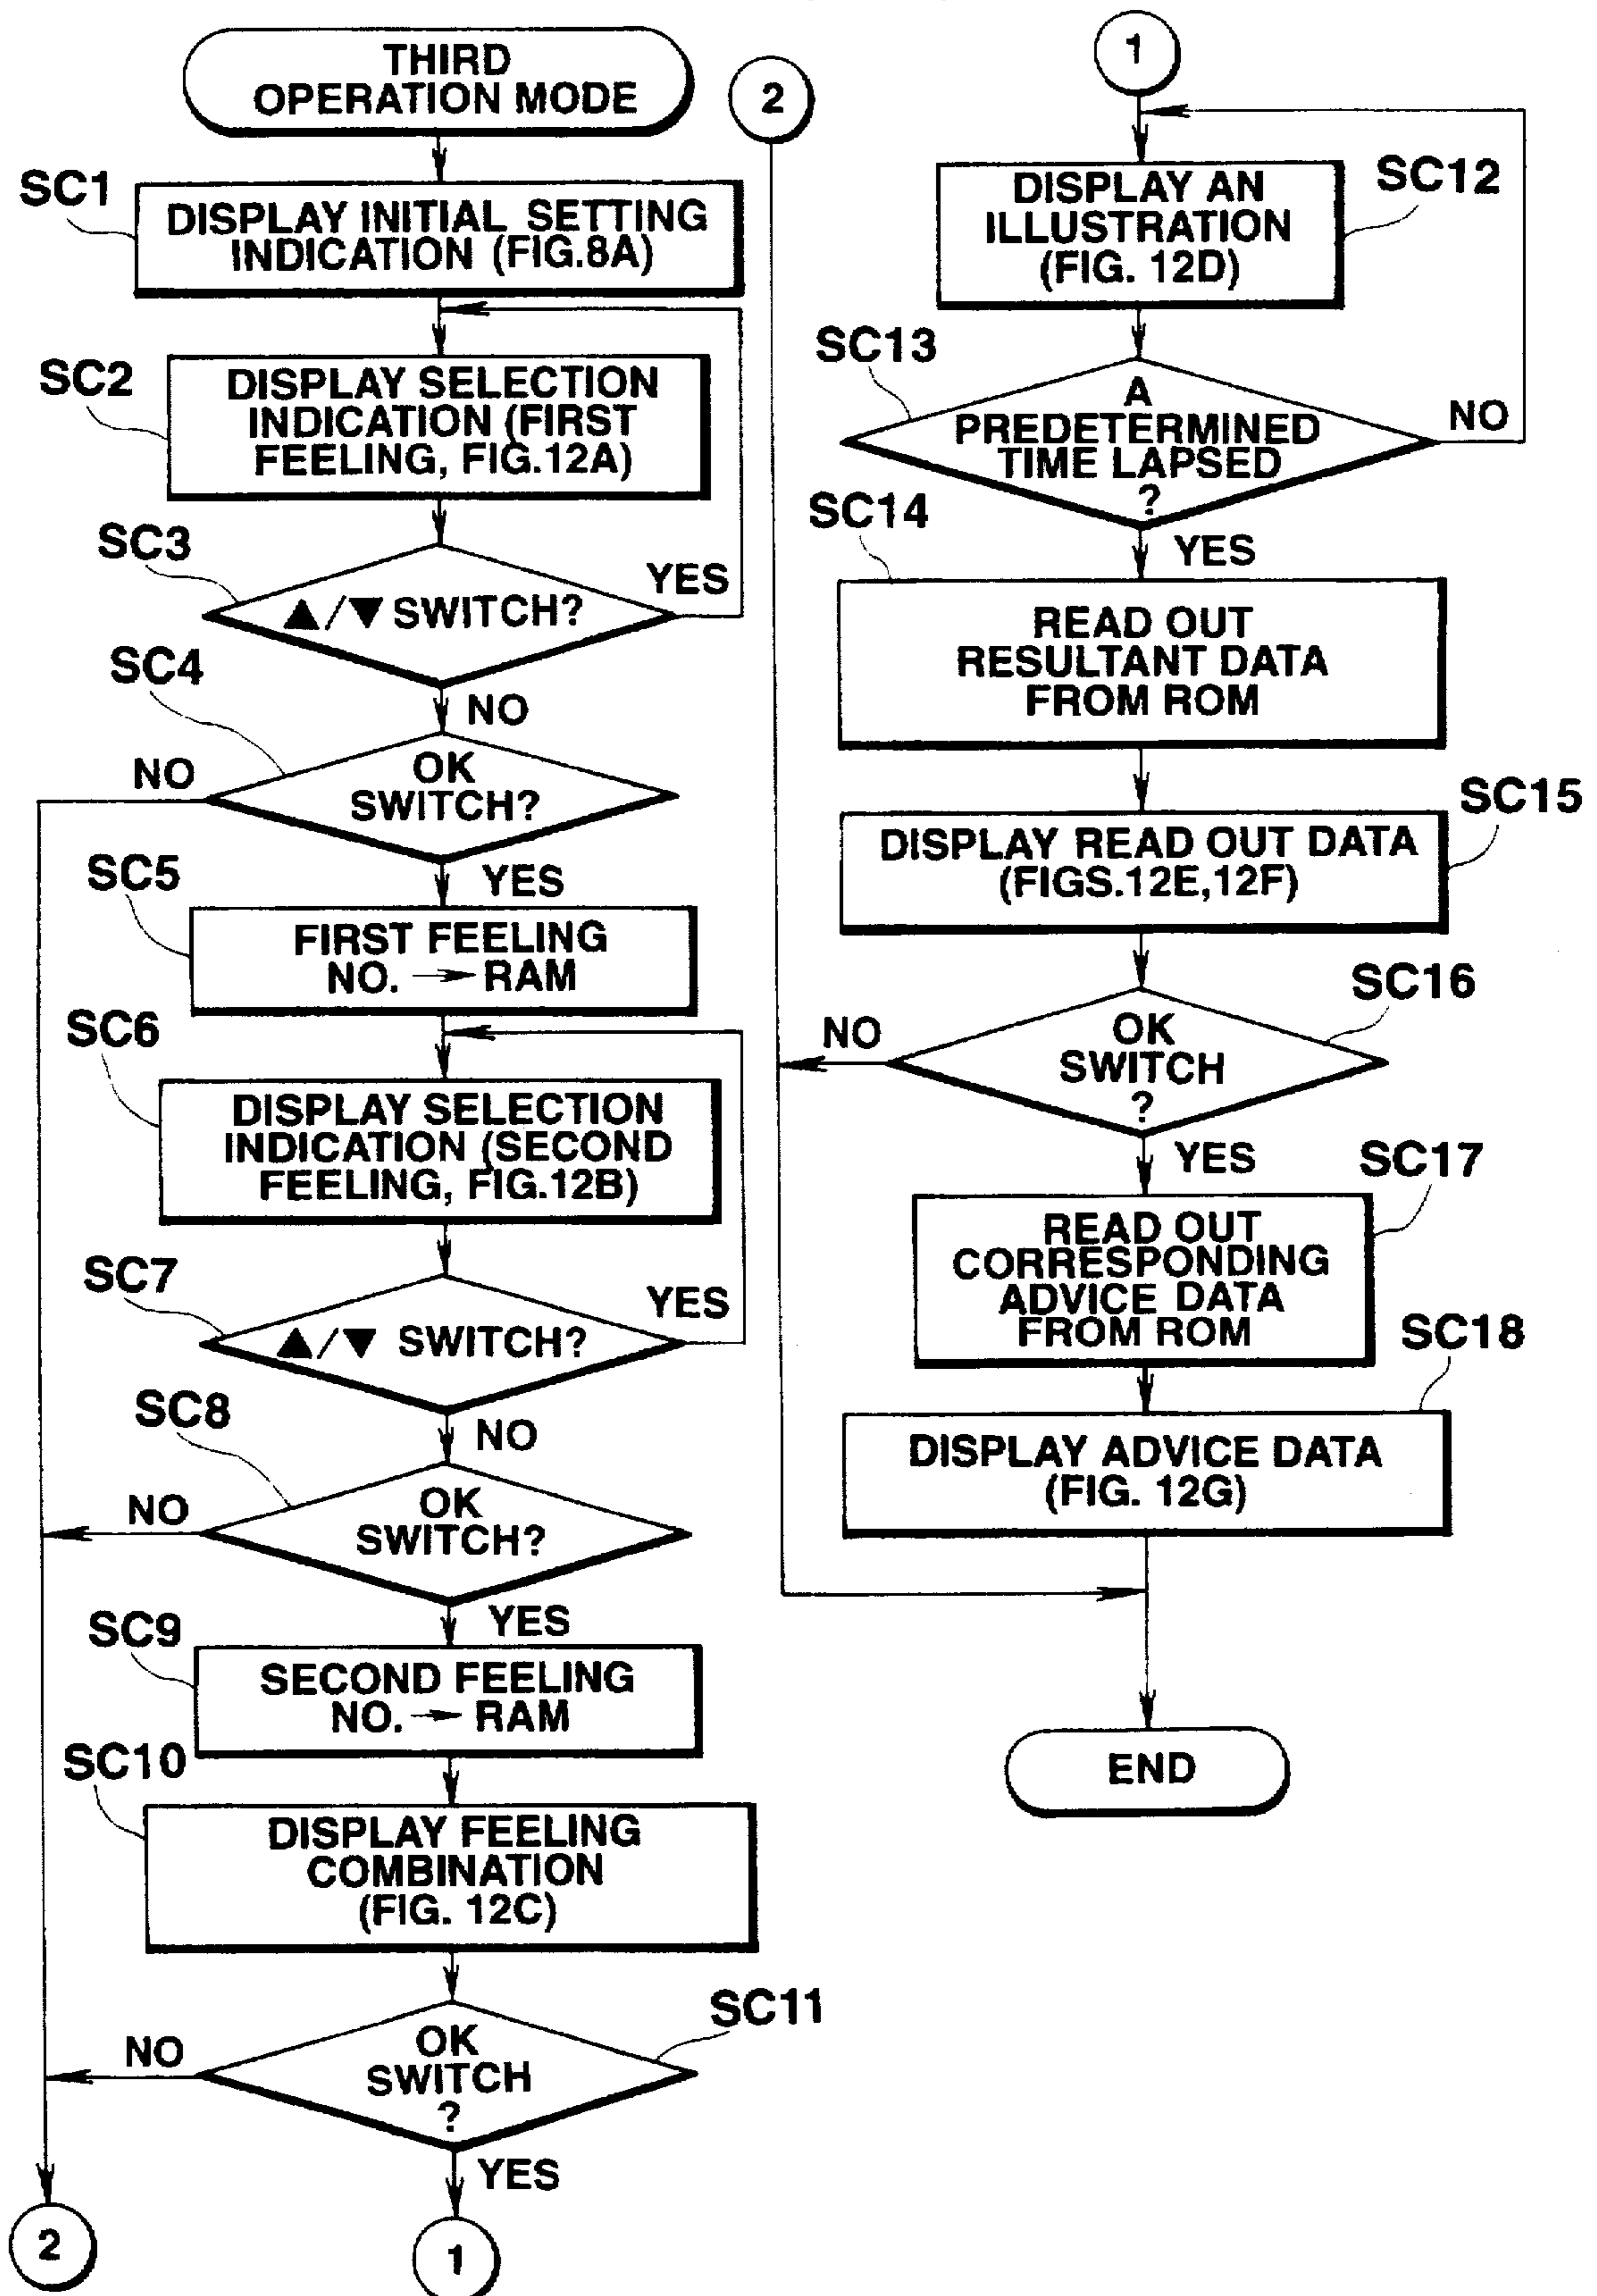 THIRD
OPERATION MODE
SC1
DISPLAY INITIAL SETTING
INDICATION (FIG.8A)
SC2
DISPLAY SELECTION
INDICATION (FIRST
FEELING, FIG.12A)
SC3
▲/▼ SWITCH?
YES
NO
SC4
OK
SWITCH?
NO
YES
SC5
FIRST FEELING
NO. → RAM
SC6
DISPLAY SELECTION
INDICATION (SECOND
FEELING, FIG.12B)
SC7
▲/▼ SWITCH?
YES
NO
SC8
OK
SWITCH?
NO
YES
SC9
SECOND FEELING
NO. → RAM
SC10
DISPLAY FEELING
COMBINATION
(FIG. 12C)
SC11
OK
SWITCH
?
NO
YES
2
1
2
1
SC12
DISPLAY AN
ILLUSTRATION
(FIG. 12D)
SC13
A
PREDETERMINED
TIME LAPSED
?
NO
YES
SC14
READ OUT
RESULTANT DATA
FROM ROM
SC15
DISPLAY READ OUT DATA
(FIGS.12E,12F)
SC16
OK
SWITCH
?
NO
YES
SC17
READ OUT
CORRESPONDING
ADVICE DATA
FROM ROM
SC18
DISPLAY ADVICE DATA
(FIG. 12G)
END